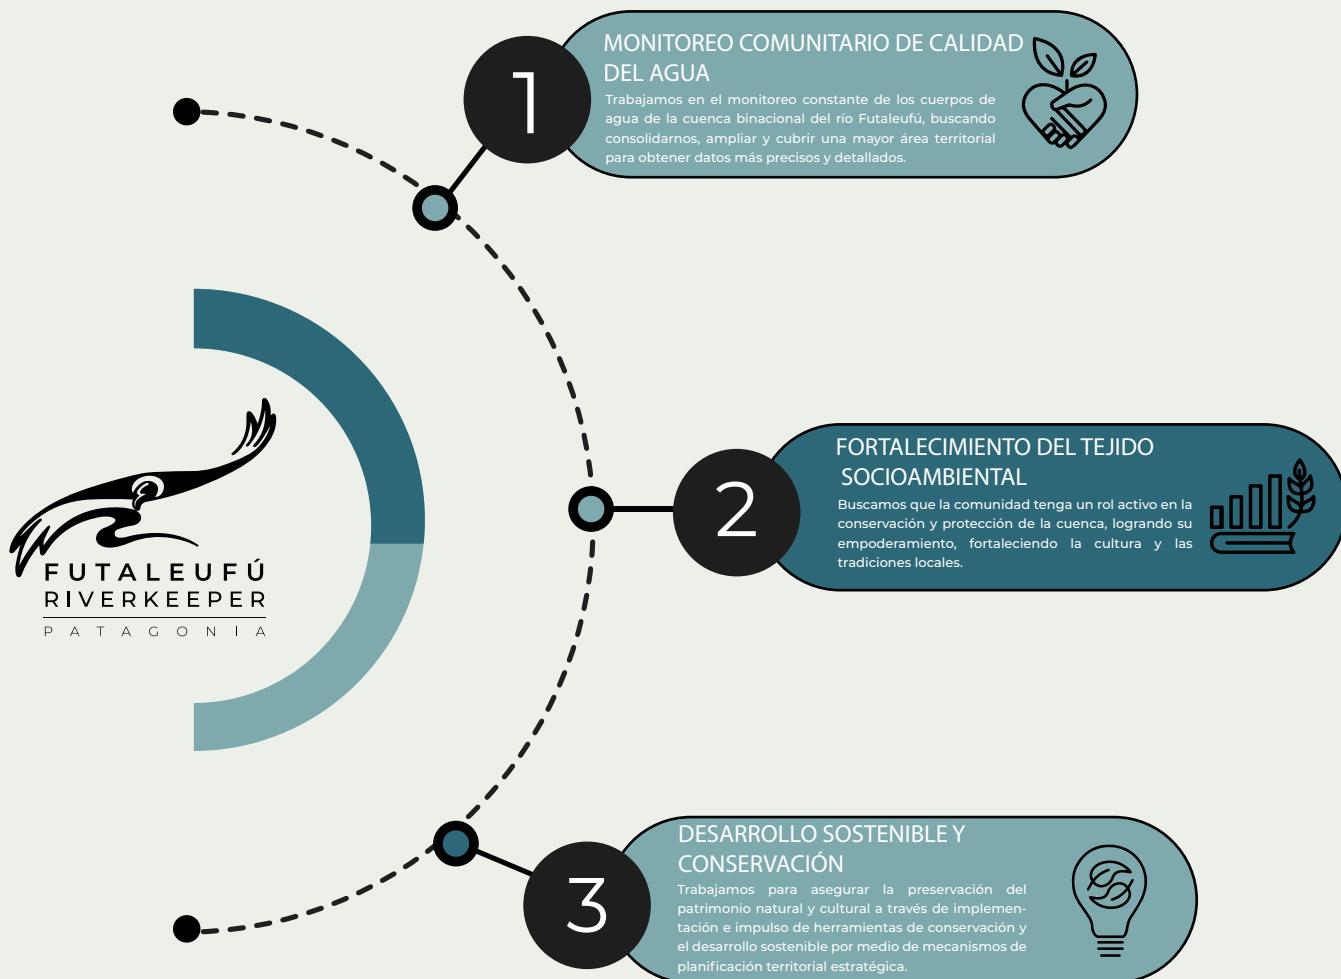 1
MONITOREO COMUNITARIO DE CALIDAD
DEL AGUA
Trabajamos en el monitoreo constante de los cuerpos de
agua de la cuenca binacional del río Futaleufú, buscando
consolidarnos, ampliar y cubrir una mayor área territorial
para obtener datos más precisos y detallados.
FUTALEUFÚ
RIVERKEEPER
PATAGONIA
2
FORTALECIMIENTO DEL TEJIDO
SOCIOAMBIENTAL
Buscamos que la comunidad tenga un rol activo en la
conservación y protección de la cuenca, logrando su
empoderamiento, fortaleciendo la cultura y las
tradiciones locales.
3
DESARROLLO SOSTENIBLE Y
CONSERVACIÓN
Trabajamos para asegurar la preservación del
patrimonio natural y cultural a través de implemen-
tación e impulso de herramientas de conservación y
el desarrollo sostenible por medio de mecanismos de
planificación territorial estratégica.